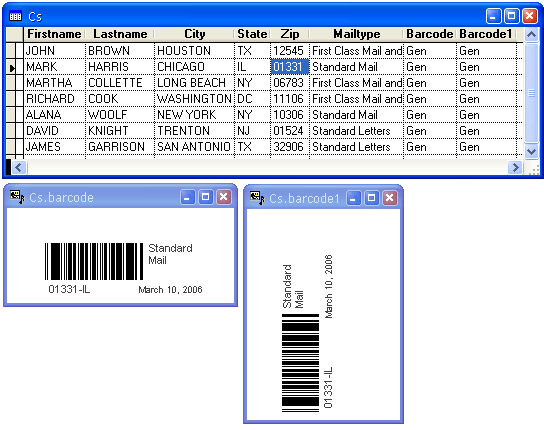 Cs
Firstname Lastname City State Zip Mailtype Barcode Barcode1
JOHN BROWN HOUSTON TX 12545 First Class Mail and Gen Gen
MARK HARRIS CHICAGO IL 01331 Standard Mail Gen Gen
MARTHA COLLETTE LONG BEACH NY 06783 First Class Mail and Gen Gen
RICHARD COOK WASHINGTON DC 11106 First Class Mail and Gen Gen
ALANA WOOLF NEW YORK NY 10306 Standard Mail Gen Gen
DAVID KNIGHT TRENTON NJ 01524 Standard Letters Gen Gen
JAMES GARRISON SAN ANTONIO TX 32906 Standard Letters Gen Gen
Cs.barcode
Standard
Mail
01331-IL March 10, 2006
Cs.barcode1
Standard
Mail
01331-IL March 10, 2006